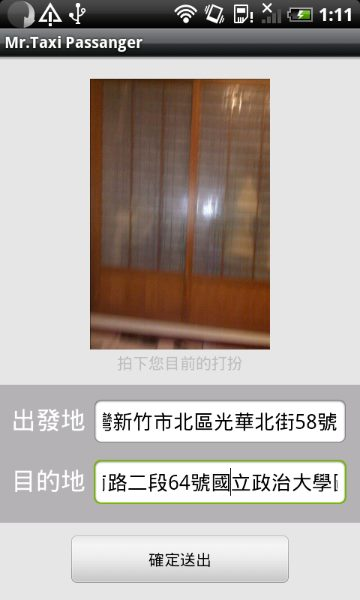 1:11
Mr.Taxi Passanger
拍下您目前的打扮
出發地
新竹市北區光華北街58號
目的地
路二段64號國立政治大學
確定送出